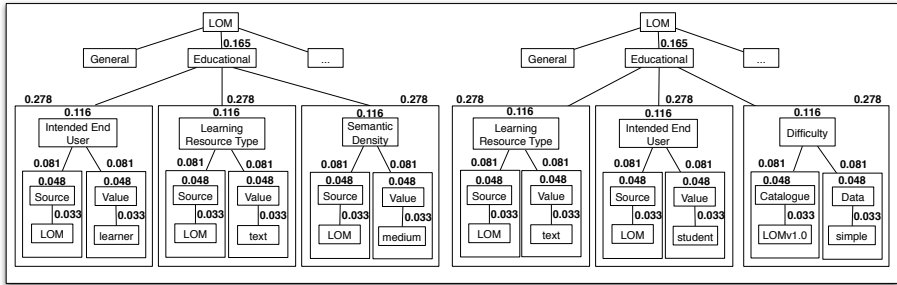 LOM LOM
0.165 0.165
General Educational ... General Educational ...
0.278 0.278 0.278 0.278 0.278 0.278
0.116 0.116 0.116 0.116 0.116 0.116
Intended End User
Learning Resource Type
Semantic Density
Learning Resource Type
Intended End User
Difficulty
0.081 0.081 0.081 0.081 0.081 0.081 0.081 0.081 0.081 0.081 0.081 0.081
0.048 0.048 0.048 0.048 0.048 0.048 0.048 0.048 0.048 0.048 0.048 0.048
Source Value Source Value Source Value Source Value Source Value Catalogue Data
0.033 0.033 0.033 0.033 0.033 0.033 0.033 0.033 0.033 0.033 0.033 0.033
LOM learner LOM text LOM medium LOM text LOM student LOMv1.0 simple